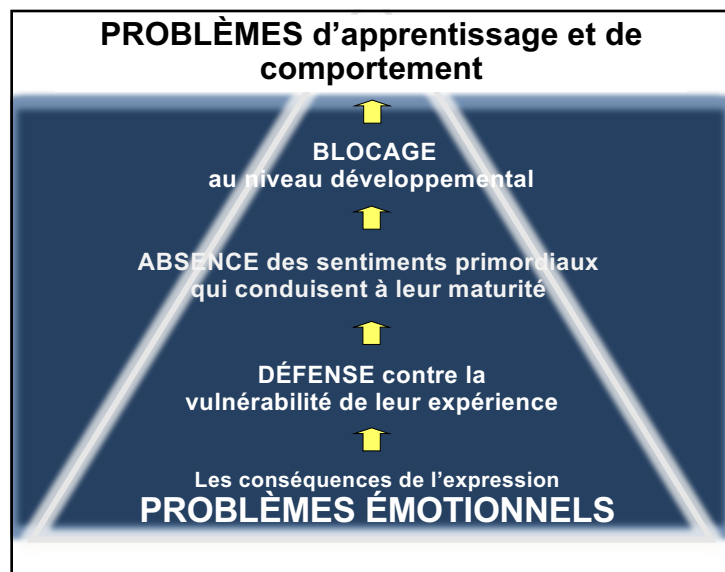 PROBLÈMES d’apprentissage et de
comportement
BLOCAGE
au niveau développemental
ABSENCE des sentiments primordiaux
qui conduisent à leur maturité
DÉFENSE contre la
vulnérabilité de leur expérience
Les conséquences de l’expression
PROBLÈMES ÉMOTIONNELS